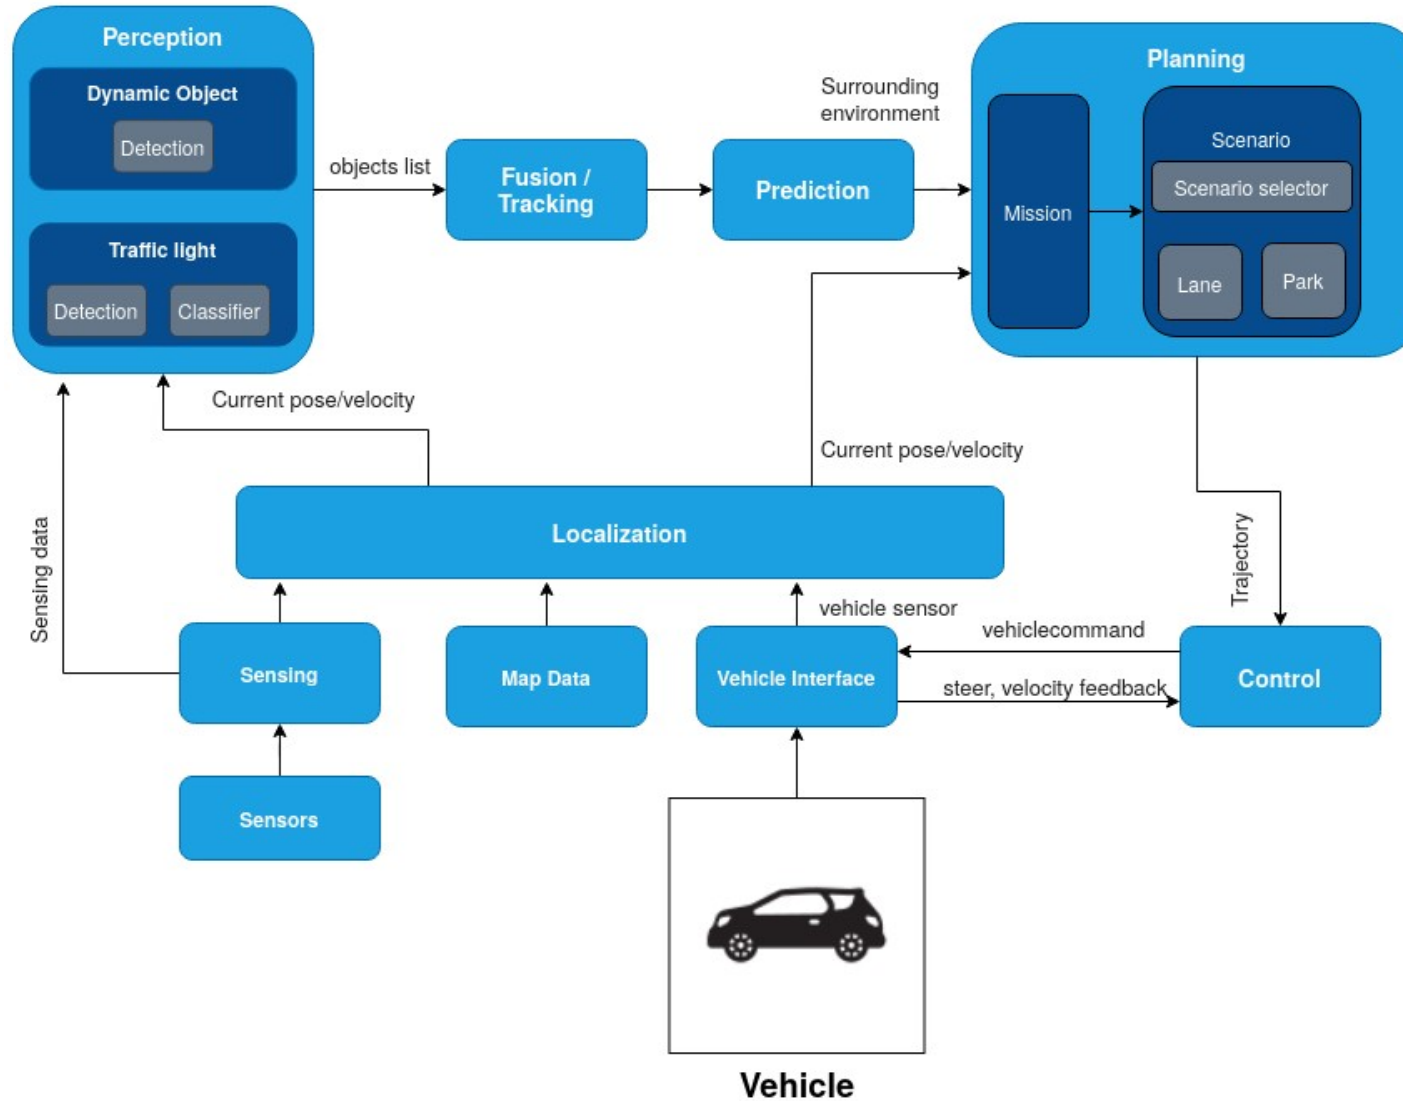 Perception
Dynamic Object
Detection
Traffic light
Detection
Classifier
objects list
Fusion /
Tracking
Prediction
Surrounding
environment
Planning
Mission
Scenario
Scenario selector
Lane
Park
Current pose/velocity
Current pose/velocity
Sensing data
Localization
Trajectory
vehicle sensor
vehiclecommand
Sensing
Map Data
Vehicle Interface
steer, velocity feedback
Control
Sensors
Vehicle